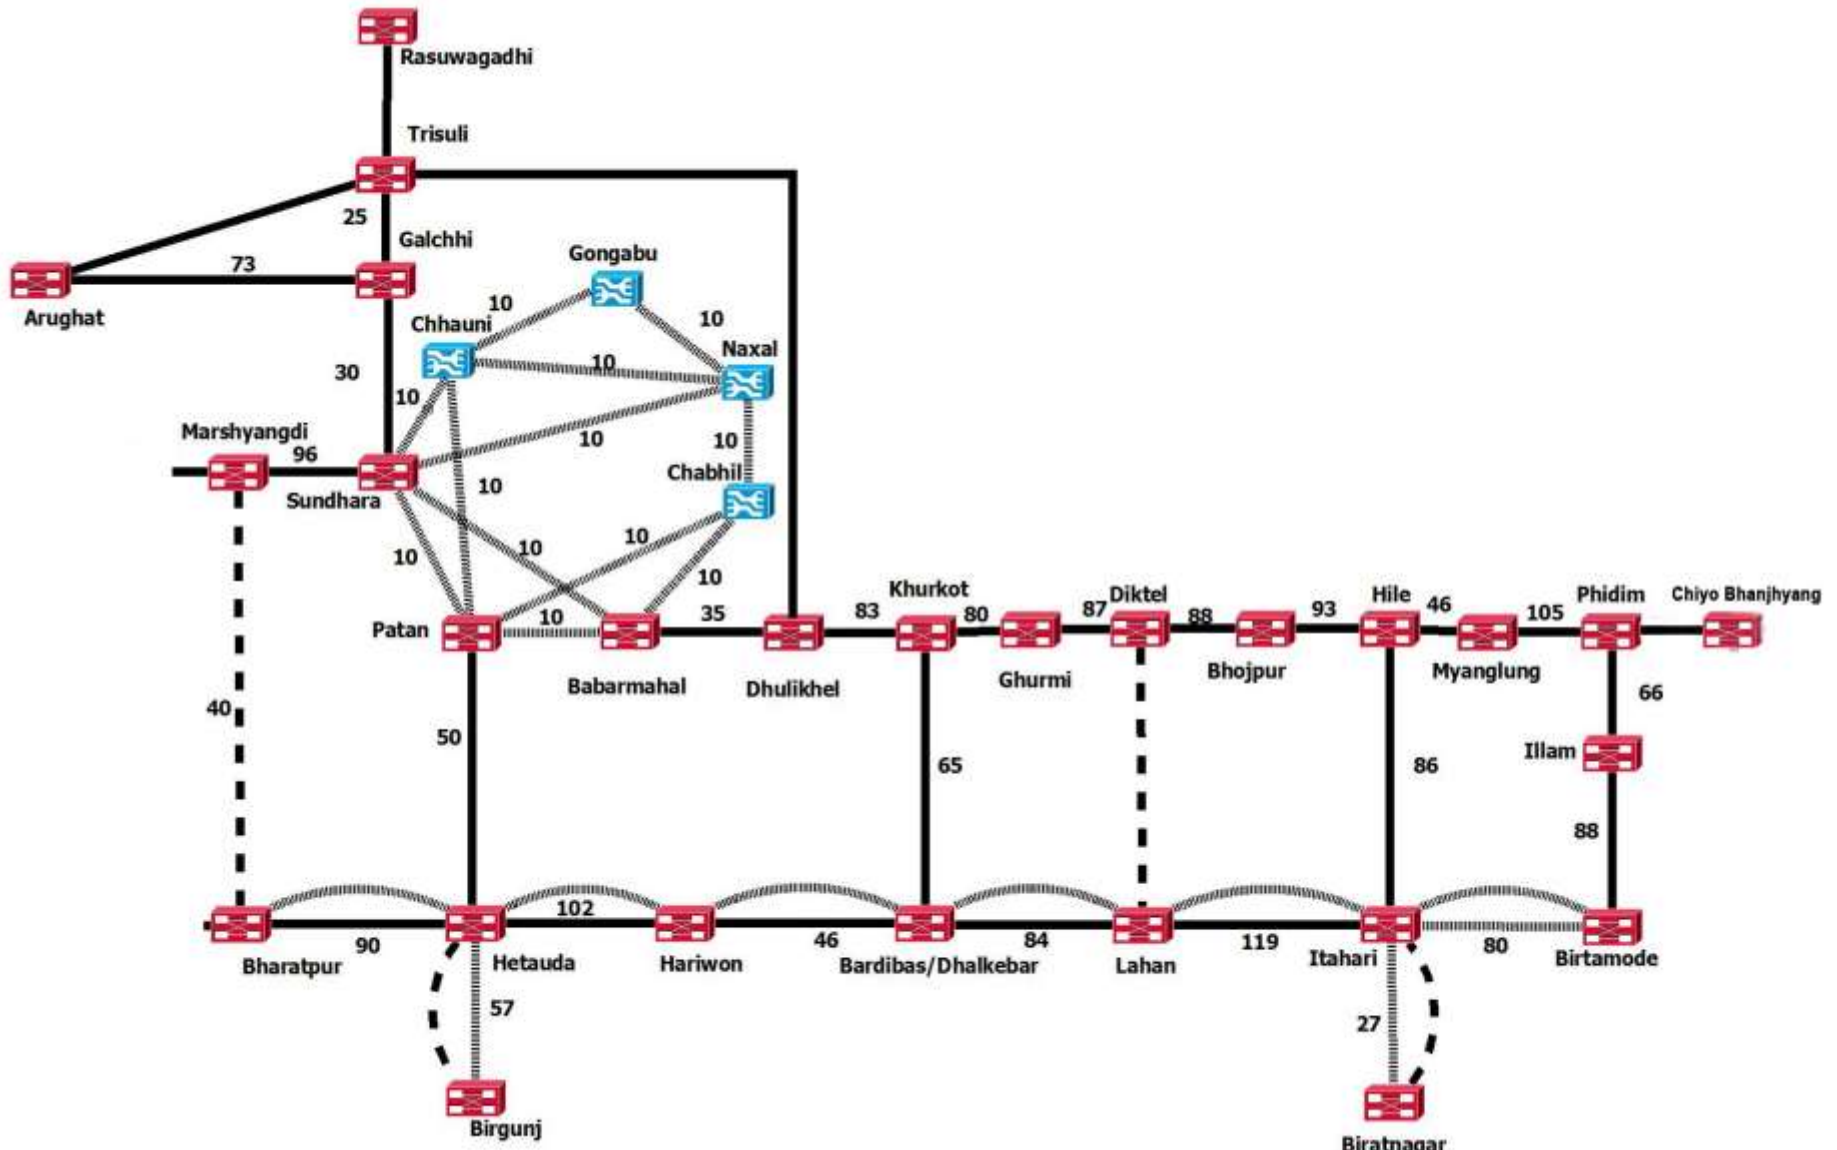 Rasuwagadhi
Trisuli
25
Galchhi
73
Arughat
Gongabu
10
Chhauni
10
Naxal
10
30
10
Marshyangdi
96
10
10
Chabhil
Sundhara
10
10
10
10
10
Khurkot
Diktel
Hile
Phidim
Chiyo Bhanjhyang
Patan
10
35
83
80
87
88
93
46
105
Babarmahal
Dhulikhel
Ghurmi
Bhojpur
Myanglung
66
40
50
65
86
Illam
88
102
90
46
84
119
80
Bharatpur
Hetauda
Hariwon
Bardibas/Dhalkebar
Lahan
Itahari
Birtamode
57
27
Birgunj
Biratnagar